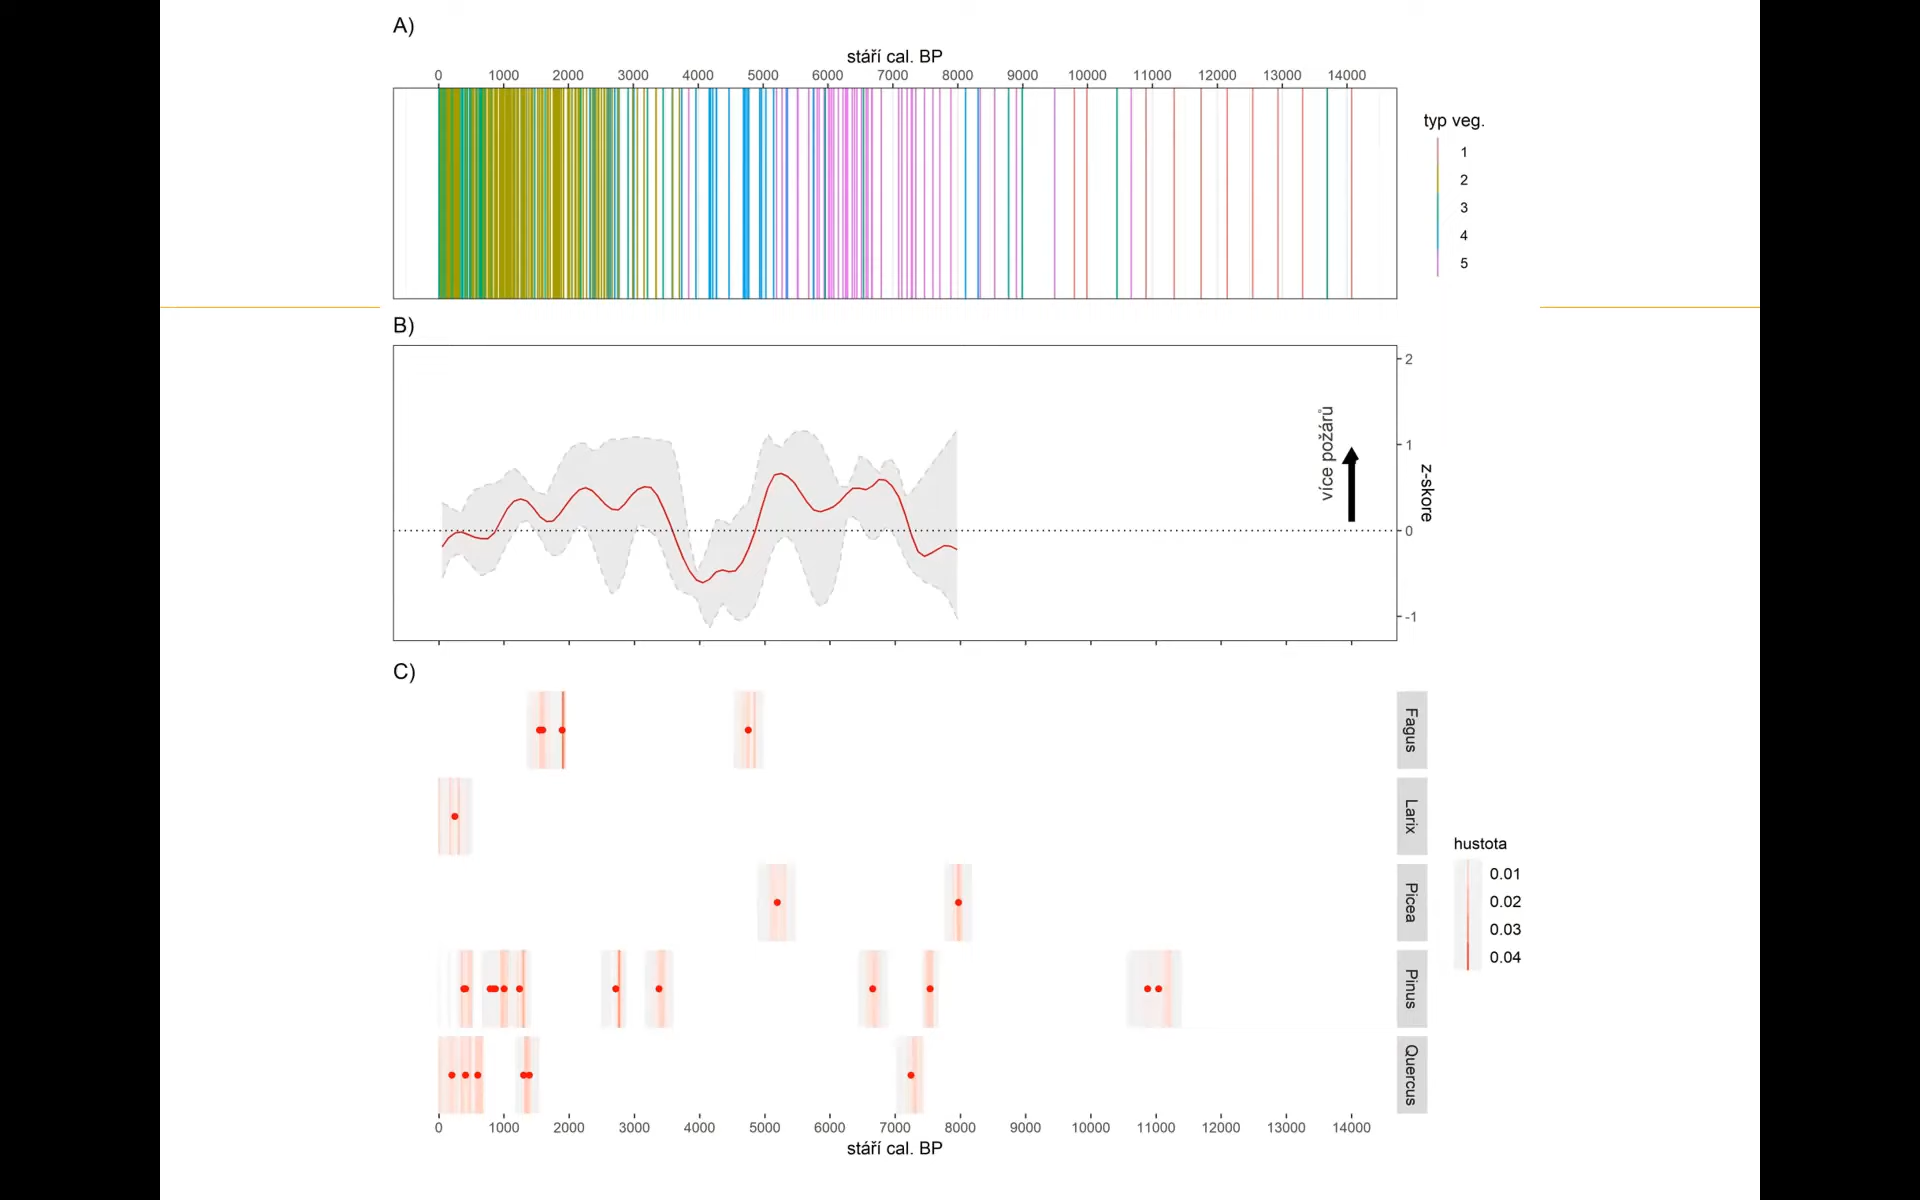 A)
stáří cal. BP
0 1000 2000 3000 4000 5000 6000 7000 8000 9000 10000 11000 12000 13000 14000
typ veg.
1
2
3
4
5
B)
2
1
0
-1
z-skore
více požárů
C)
Fagus
Larix
Picea
Pinus
Quercus
hustota
0.01
0.02
0.03
0.04
0 1000 2000 3000 4000 5000 6000 7000 8000 9000 10000 11000 12000 13000 14000
stáří cal. BP